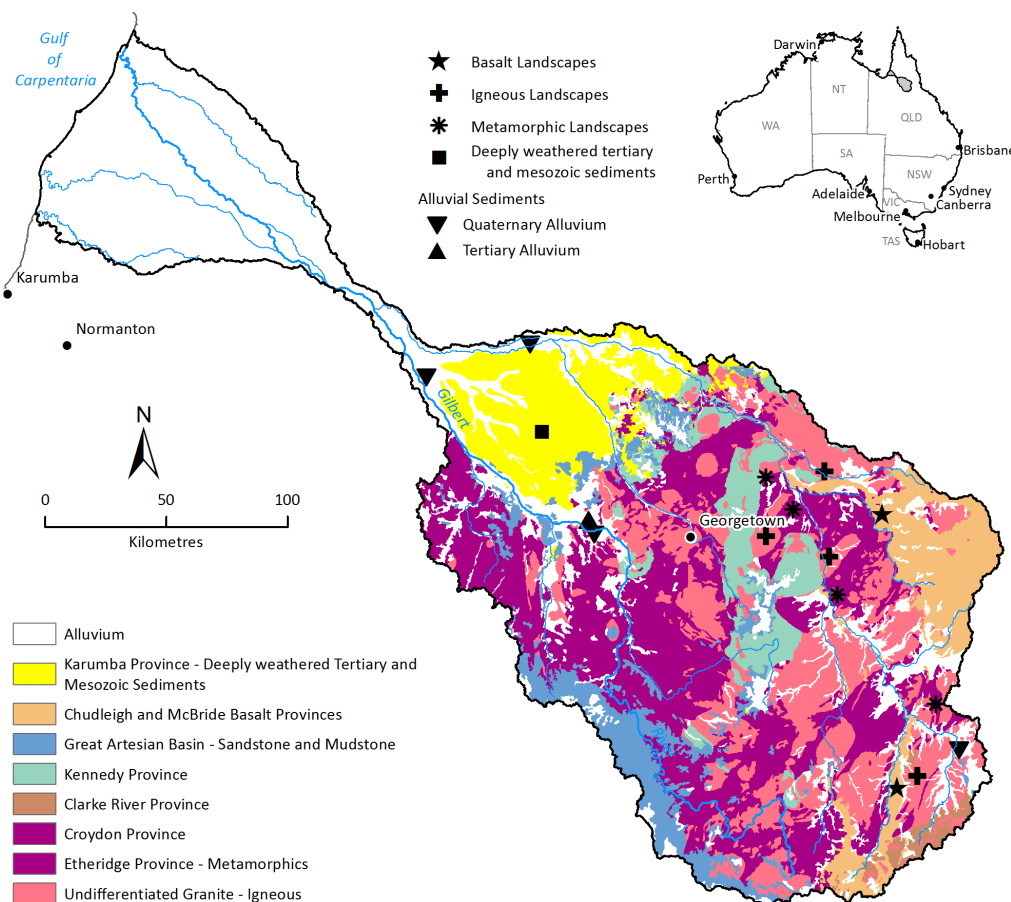 Gulf
of
Carpentaria
Basalt Landscapes
Igneous Landscapes
Metamorphic Landscapes
Deeply weathered tertiary
and mesozoic sediments
Alluvial Sediments
Quaternary Alluvium
Tertiary Alluvium
Darwin
NT
WA
QLD
SA
Brisbane
NSW
Perth
Adelaide
Sydney
Canberra
VIC
Melbourne
TAS
Hobart
Karumba
Normanton
Gilbert
N
0 50 100
Kilometres
Georgetown
Alluvium
Karumba Province - Deeply weathered Tertiary and
Mesozoic Sediments
Chudleigh and McBride Basalt Provinces
Great Artesian Basin - Sandstone and Mudstone
Kennedy Province
Clarke River Province
Croydon Province
Etheridge Province - Metamorphics
Undifferentiated Granite - Igneous